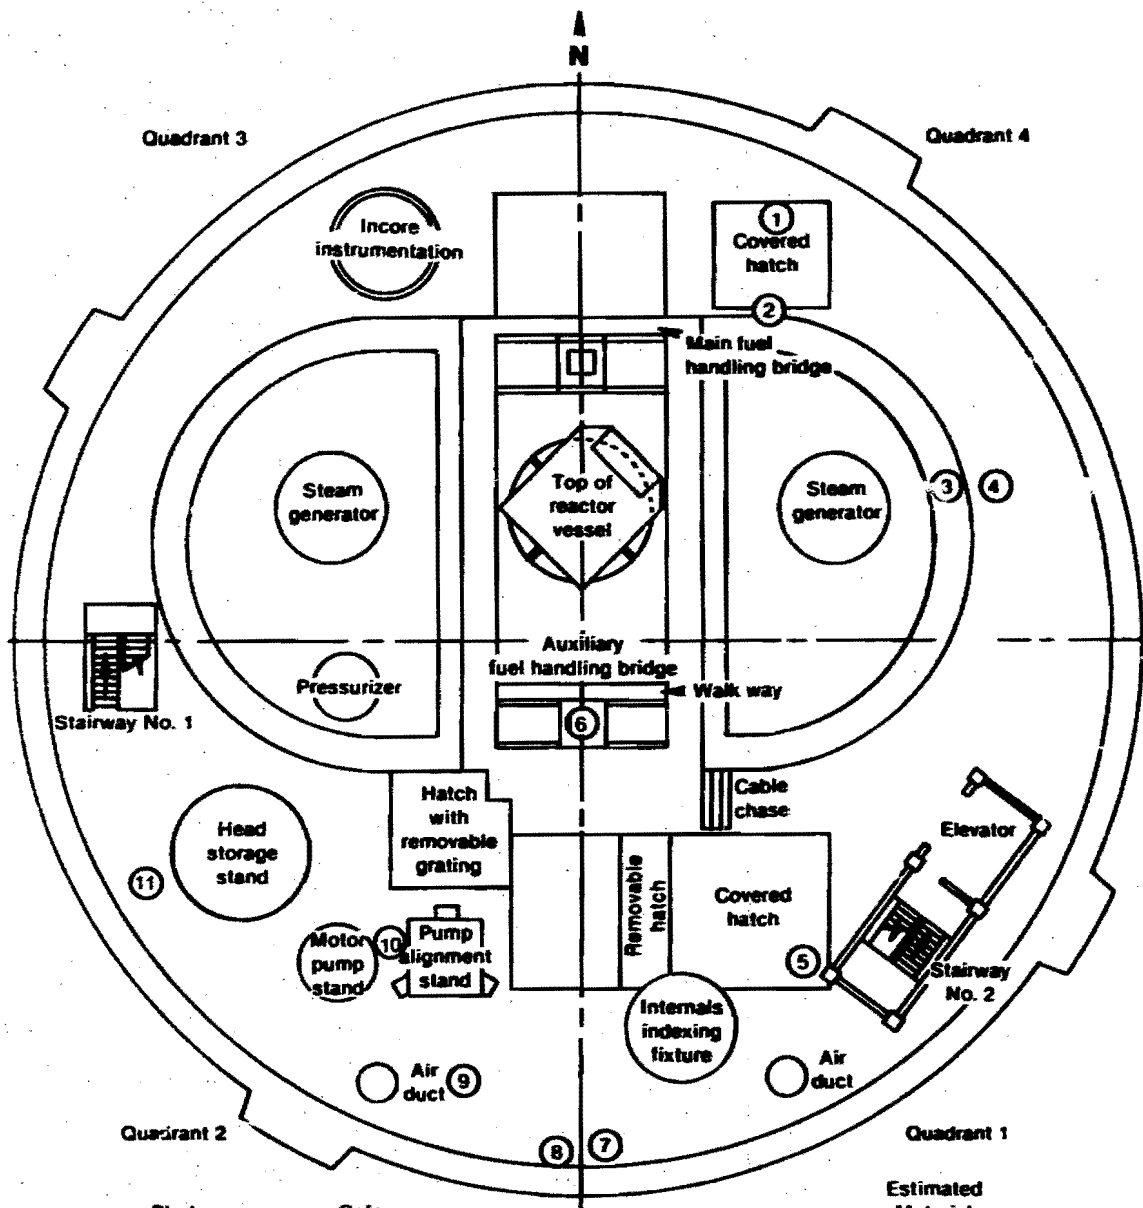 N
Quadrant 3
Quadrant 4
Incore
instrumentation
1
Covered
hatch
2
Main fuel
handling bridge
Steam
generator
Top of
reactor
vessel
Steam
generator
3
4
Auxiliary
fuel handling bridge
Pressurizer
Walk way
Stairway No. 1
6
Hatch
with
removable
grating
Cable
chase
Elevator
Head
storage
stand
11
Removable
hatch
Covered
hatch
Motor
pump
stand
10
Pump
alignment
stand
5
Stairway
No. 2
Internals
indexing
fixture
Air
duct
9
Air
duct
Quadrant 2
8
7
Quadrant 1
Estimated